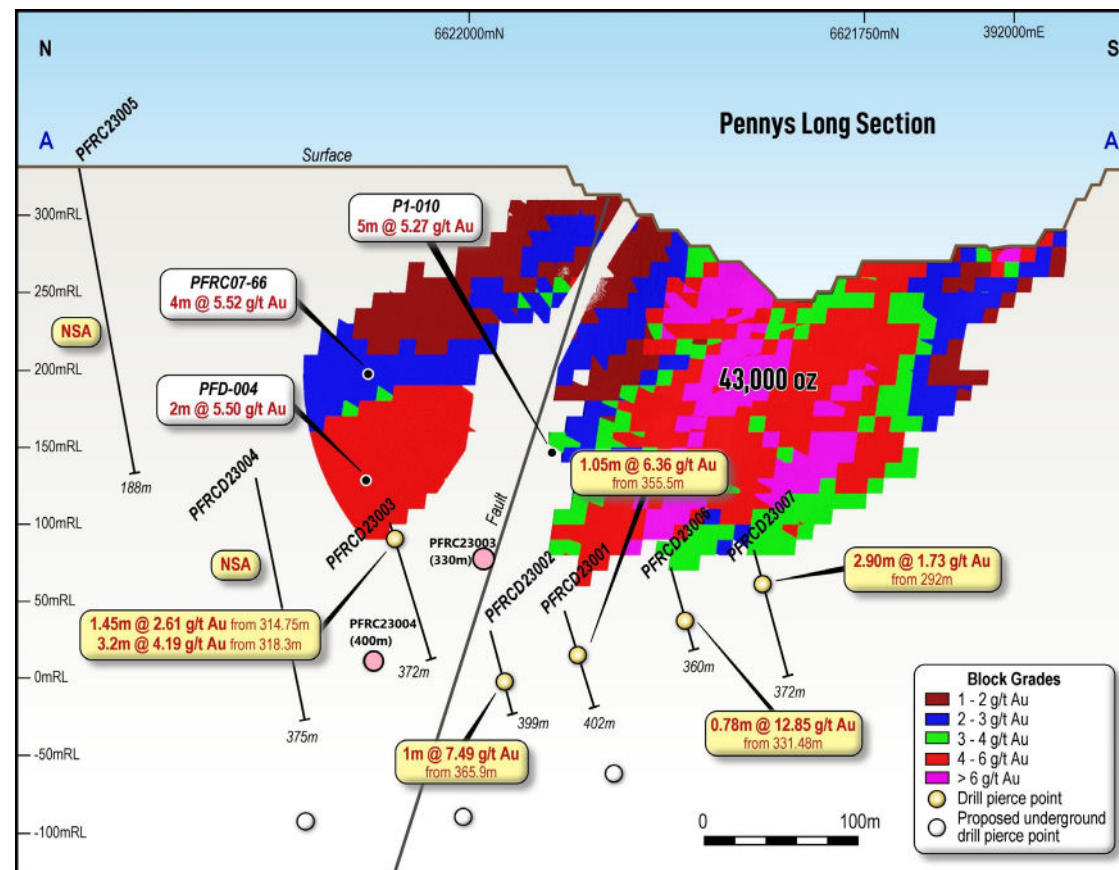 6622000mN
6621750mN
392000mE
N
S
PFRC23005
Pennys Long Section
A
A
Surface
P1-010
5m @ 5.27 g/t Au
300mRL
PFRC07-66
4m @ 5.52 g/t Au
250mRL
NSA
200mRL
43,000 oz
PFD-004
2m @ 5.50 g/t Au
150mRL
188m
PFRCD23004
1.05m @ 6.36 g/t Au
from 355.5m
100mRL
PFRCD23003
Fault
PFRC23003
(330m)
PFRCD23002
PFRCD23001
PFRCD23006
PFRCD23007
NSA
2.90m @ 1.73 g/t Au
from 292m
50mRL
1.45m @ 2.61 g/t Au from 314.75m
3.2m @ 4.19 g/t Au from 318.3m
PFRC23004
(400m)
372m
0mRL
360m
372m
375m
399m
402m
0.78m @ 12.85 g/t Au
from 331.48m
-50mRL
1m @ 7.49 g/t Au
from 365.9m
-100mRL
0
100m
Block Grades
1 - 2 g/t Au
2 - 3 g/t Au
3 - 4 g/t Au
4 - 6 g/t Au
> 6 g/t Au
Drill pierce point
Proposed underground
drill pierce point